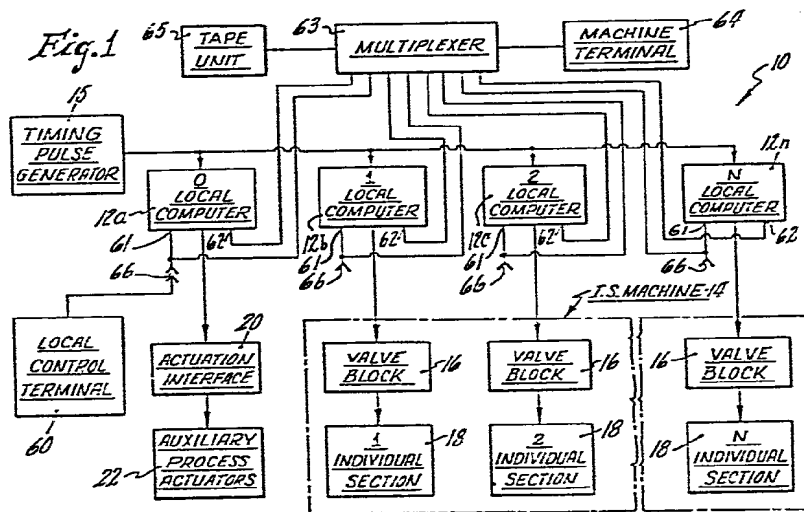 Fig.1
65
TAPE
UNIT
63
MULTIPLEXER
MACHINE
TERMINAL
64
10
15
TIMING
PULSE
GENERATOR
0
LOCAL
COMPUTER
12a
61
62
66
1
LOCAL
COMPUTER
12b
61
62
66
2
LOCAL
COMPUTER
12c
61
62
66
N
LOCAL
COMPUTER
12n
61
62
66
I.S. MACHINE-14
LOCAL
CONTROL
TERMINAL
60
20
ACTUATION
INTERFACE
AUXILIARY
PROCESS
ACTUATORS
22
VALVE
BLOCK
16
VALVE
BLOCK
16
16
VALVE
BLOCK
1
INDIVIDUAL
SECTION
18
2
INDIVIDUAL
SECTION
18
18
N
INDIVIDUAL
SECTION